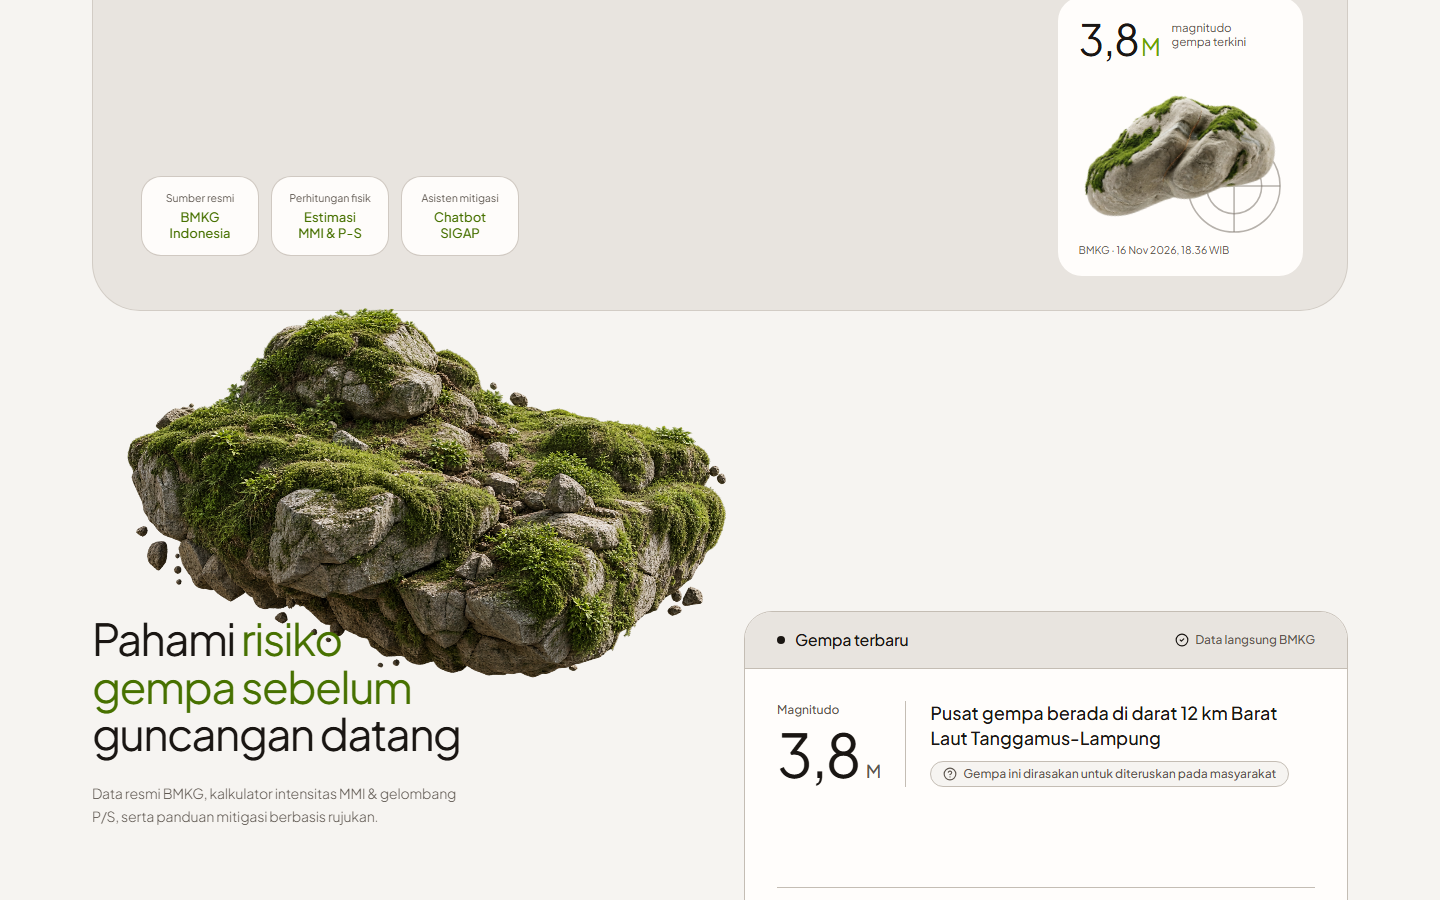 3,8 M
magnitudo
gempa terkini
Sumber resmi
BMKG
Indonesia
Perhitungan fisik
Estimasi
MMI & P-S
Asisten mitigasi
Chatbot
SIGAP
BMKG · 16 Nov 2026, 18.36 WIB
Pahami risiko
gempa sebelum
guncangan datang
Data resmi BMKG, kalkulator intensitas MMI & gelombang
P/S, serta panduan mitigasi berbasis rujukan.
Gempa terbaru
Data langsung BMKG
Magnitudo
3,8 M
Pusat gempa berada di darat 12 km Barat
Laut Tanggamus-Lampung
Gempa ini dirasakan untuk diteruskan pada masyarakat